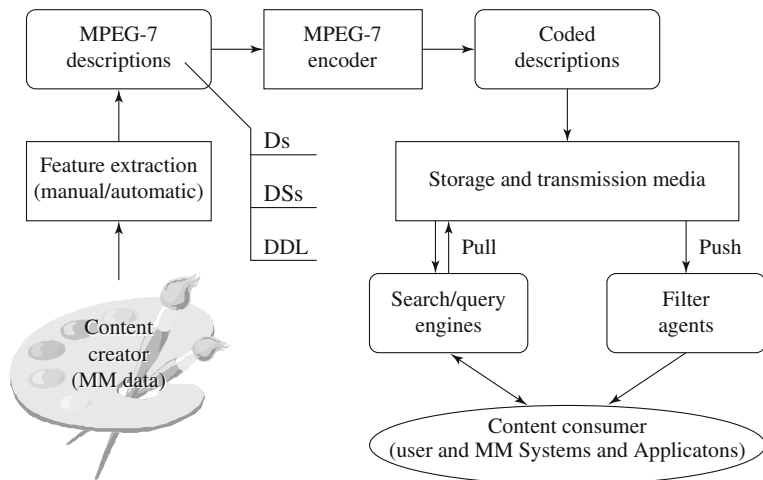 MPEG-7
descriptions
MPEG-7
encoder
Coded
descriptions
Ds
DSs
DDL
Feature extraction
(manual/automatic)
Storage and transmission media
Pull
Push
Content
creator
(MM data)
Search/query
engines
Filter
agents
Content consumer
(user and MM Systems and Applicatons)